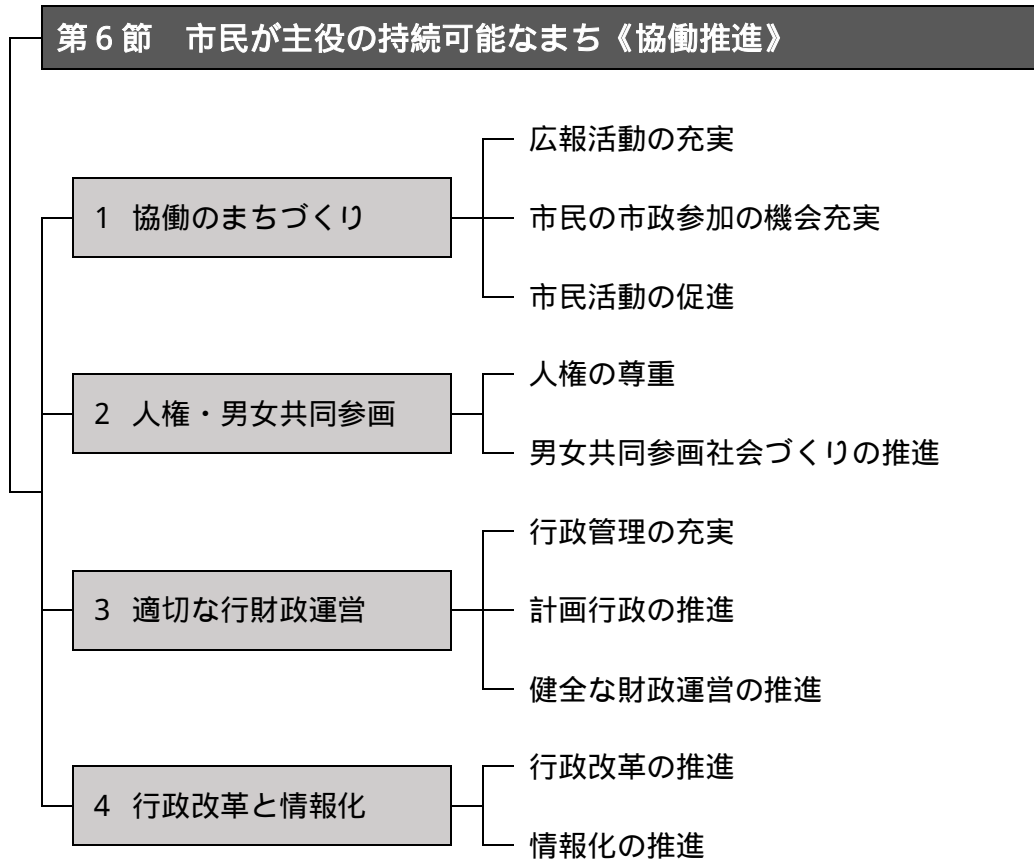 第6節　市民が主役の持続可能なまち《協働推進》
1 協働のまちづくり
広報活動の充実
市民の市政参加の機会充実
市民活動の促進
2 人権・男女共同参画
人権の尊重
男女共同参画社会づくりの推進
3 適切な行財政運営
行政管理の充実
計画行政の推進
健全な財政運営の推進
4 行政改革と情報化
行政改革の推進
情報化の推進